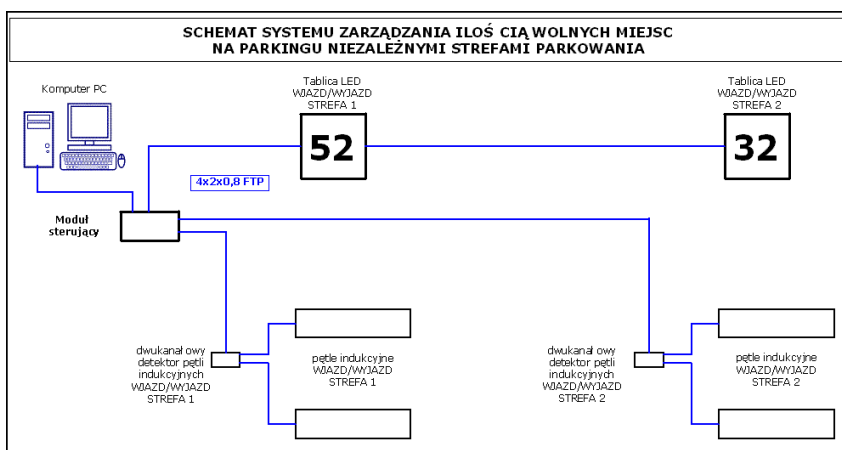 SCHEMAT SYSTEMU ZARZĄDZANIA ILOŚ CIĄ WOLNYCH MIEJSC
NA PARKINGU NIEZALEŻNYMI STREFAMI PARKOWANIA
Komputer PC
Tablica LED
WJAZD/WYJAZD
STREFA 1
52
Tablica LED
WJAZD/WYJAZD
STREFA 2
32
4x2x0,8 FTP
Moduł
sterujący
dwukanał owy
detektor pętli
indukcyjnych
WJAZD/WYJAZD
STREFA 1
pętle indukcyjne
WJAZD/WYJAZD
STREFA 1
dwukanał owy
detektor pętli
indukcyjnych
WJAZD/WYJAZD
STREFA 2
pętle indukcyjne
WJAZD/WYJAZD
STREFA 2